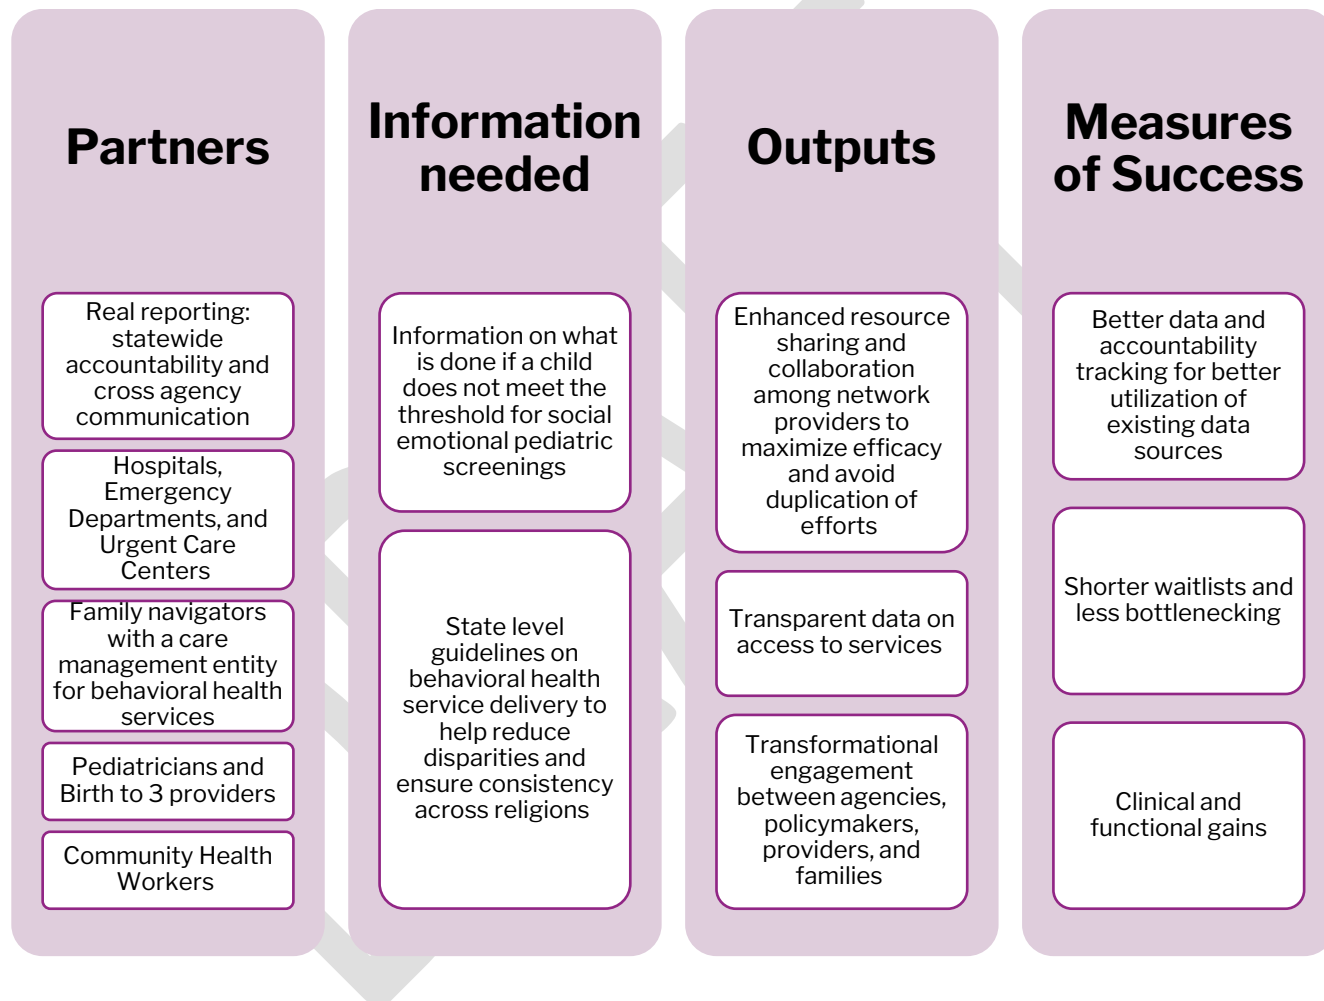 Partners
Real reporting:
statewide
accountability and
cross agency
communication
Hospitals,
Emergency
Departments, and
Urgent Care
Centers
Family navigators
with a care
management entity
for behavioral health
services
Pediatricians and
Birth to 3 providers
Community Health
Workers
Information
needed
Information on what
is done if a child
does not meet the
threshold for social
emotional pediatric
screenings
State level
guidelines on
behavioral health
service delivery to
help reduce
disparities and
ensure consistency
across religions
Outputs
Enhanced resource
sharing and
collaboration
among network
providers to
maximize efficacy
and avoid
duplication of
efforts
Transparent data on
access to services
Transformational
engagement
between agencies,
policymakers,
providers, and
families
Measures
of Success
Better data and
accountability
tracking for better
utilization of
existing data
sources
Shorter waitlists and
less bottlenecking
Clinical and
functional gains